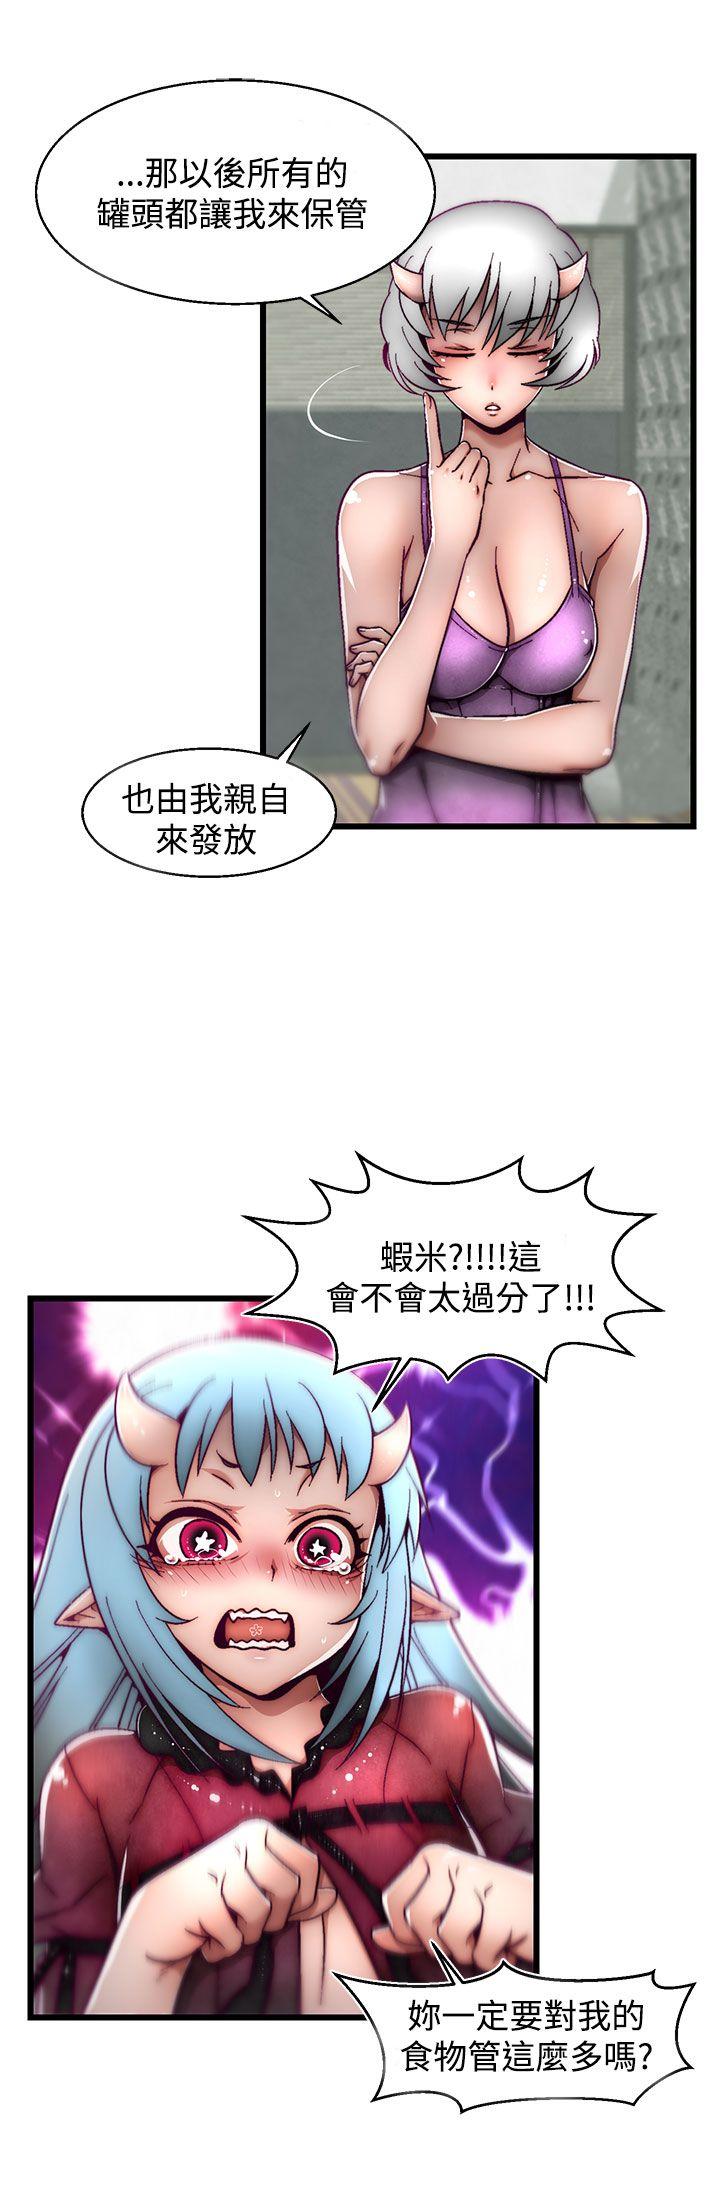 ...那以後所有的
罐頭都讓我來保管
也由我親自
來發放
蝦米?!!!!這
會不會太過分了!!!
妳一定要對我的
食物管這麼多嗎?